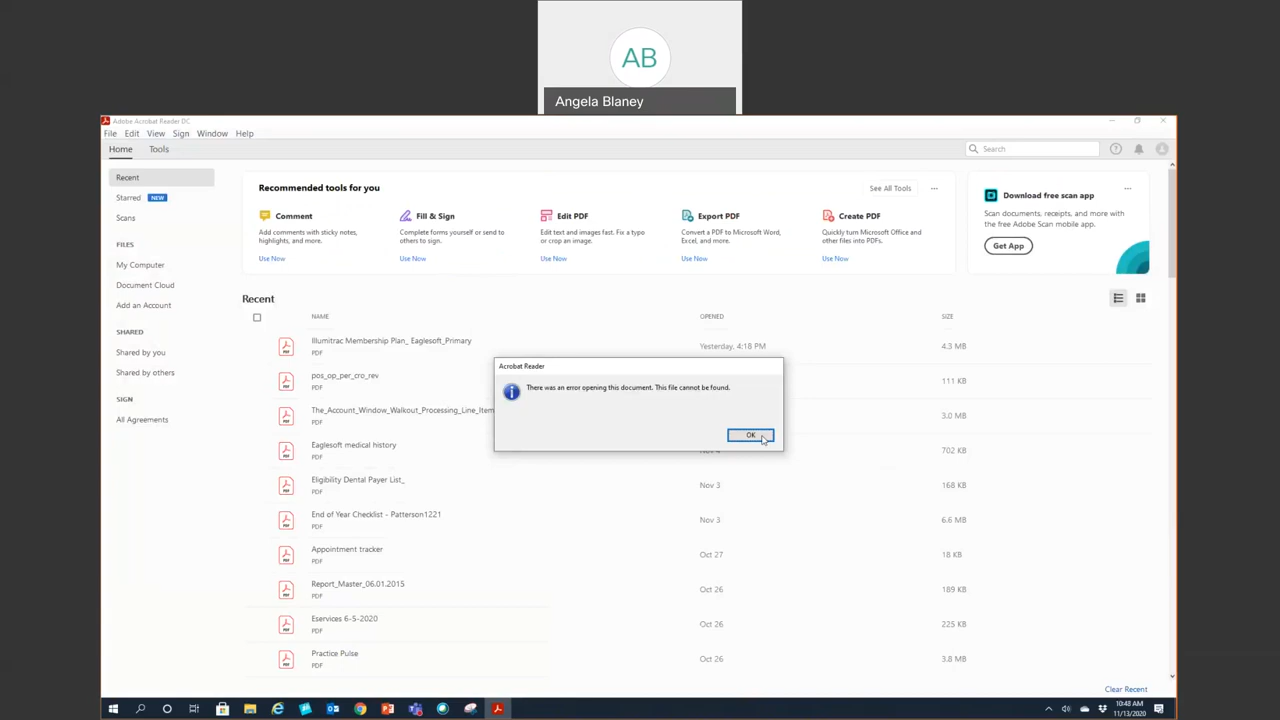 AB
Angela Blaney
Adobe Acrobat Reader DC
File Edit View Sign Window Help
Home Tools
Search
Recent
Starred NEW
Scans
FILES
My Computer
Document Cloud
Add an Account
SHARED
Shared by you
Shared by others
SIGN
All Agreements
Recommended tools for you
See All Tools
Comment
Add comments with sticky notes,
highlights, and more.
Use Now
Fill & Sign
Complete forms yourself or send to
others to sign.
Use Now
Edit PDF
Edit text and images fast. Fix a typo
or crop an image.
Use Now
Export PDF
Convert a PDF to Microsoft Word,
Excel, and more.
Use Now
Create PDF
Quickly turn Microsoft Office and
other files into PDFs.
Use Now
Download free scan app
Scan documents, receipts, and more with
the free Adobe Scan mobile app.
Get App
Recent
NAME OPENED SIZE
Illumitrac Membership Plan_ Eaglesoft_Primary
PDF
Yesterday, 4:18 PM 4.3 MB
pos_op_per_cro_rev
PDF
111 KB
The_Account_Window_Walkout_Processing_Line_Item
PDF
3.0 MB
Eaglesoft medical history
PDF
702 KB
Eligibility Dental Payer List_
PDF
Nov 3 168 KB
End of Year Checklist - Patterson1221
PDF
Nov 3 6.6 MB
Appointment tracker
PDF
Oct 27 18 KB
Report_Master_06.01.2015
PDF
Oct 26 189 KB
Eservices 6-5-2020
PDF
Oct 26 225 KB
Practice Pulse
PDF
Oct 26 3.8 MB
Clear Recent
Acrobat Reader
There was an error opening this document. This file cannot be found.
OK
10:48 AM
11/13/2020